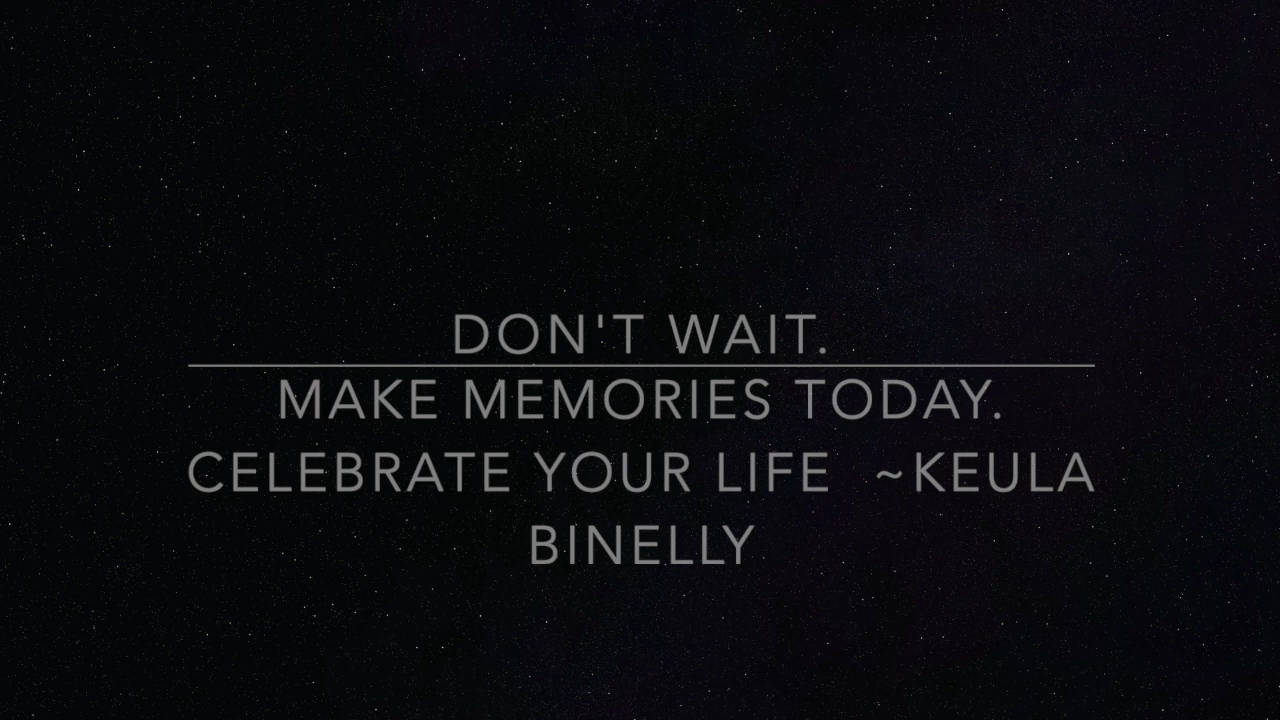 DON'T WAIT.
MAKE MEMORIES TODAY.
CELEBRATE YOUR LIFE ~KEULA
BINELLY